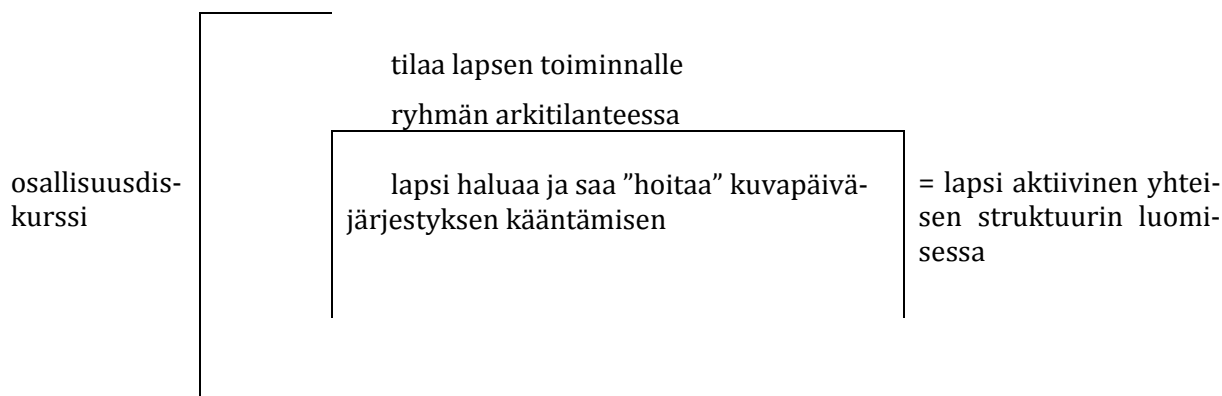 tilaa lapsen toiminnalle
ryhmän arkitilanteessa
osallisuusdis-
kurssi
lapsi haluaa ja saa ”hoitaa” kuvapäivä-
järjestyksen kääntämisen
= lapsi aktiivinen yhtei-
sen struktuurin luomi-
sessa